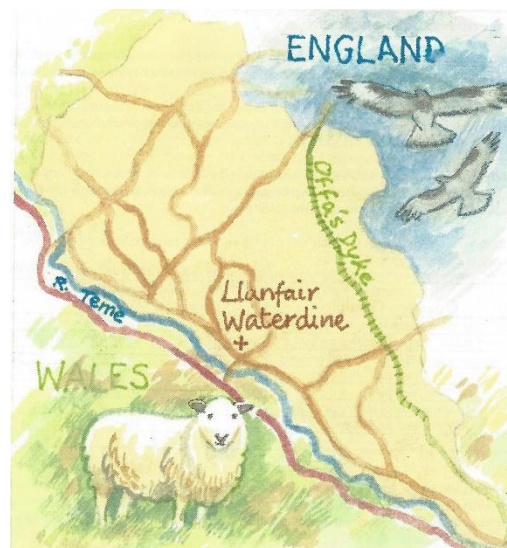 ENGLAND
Offa's Dyke
Llanfair
Waterdine
R. Teme
WALES